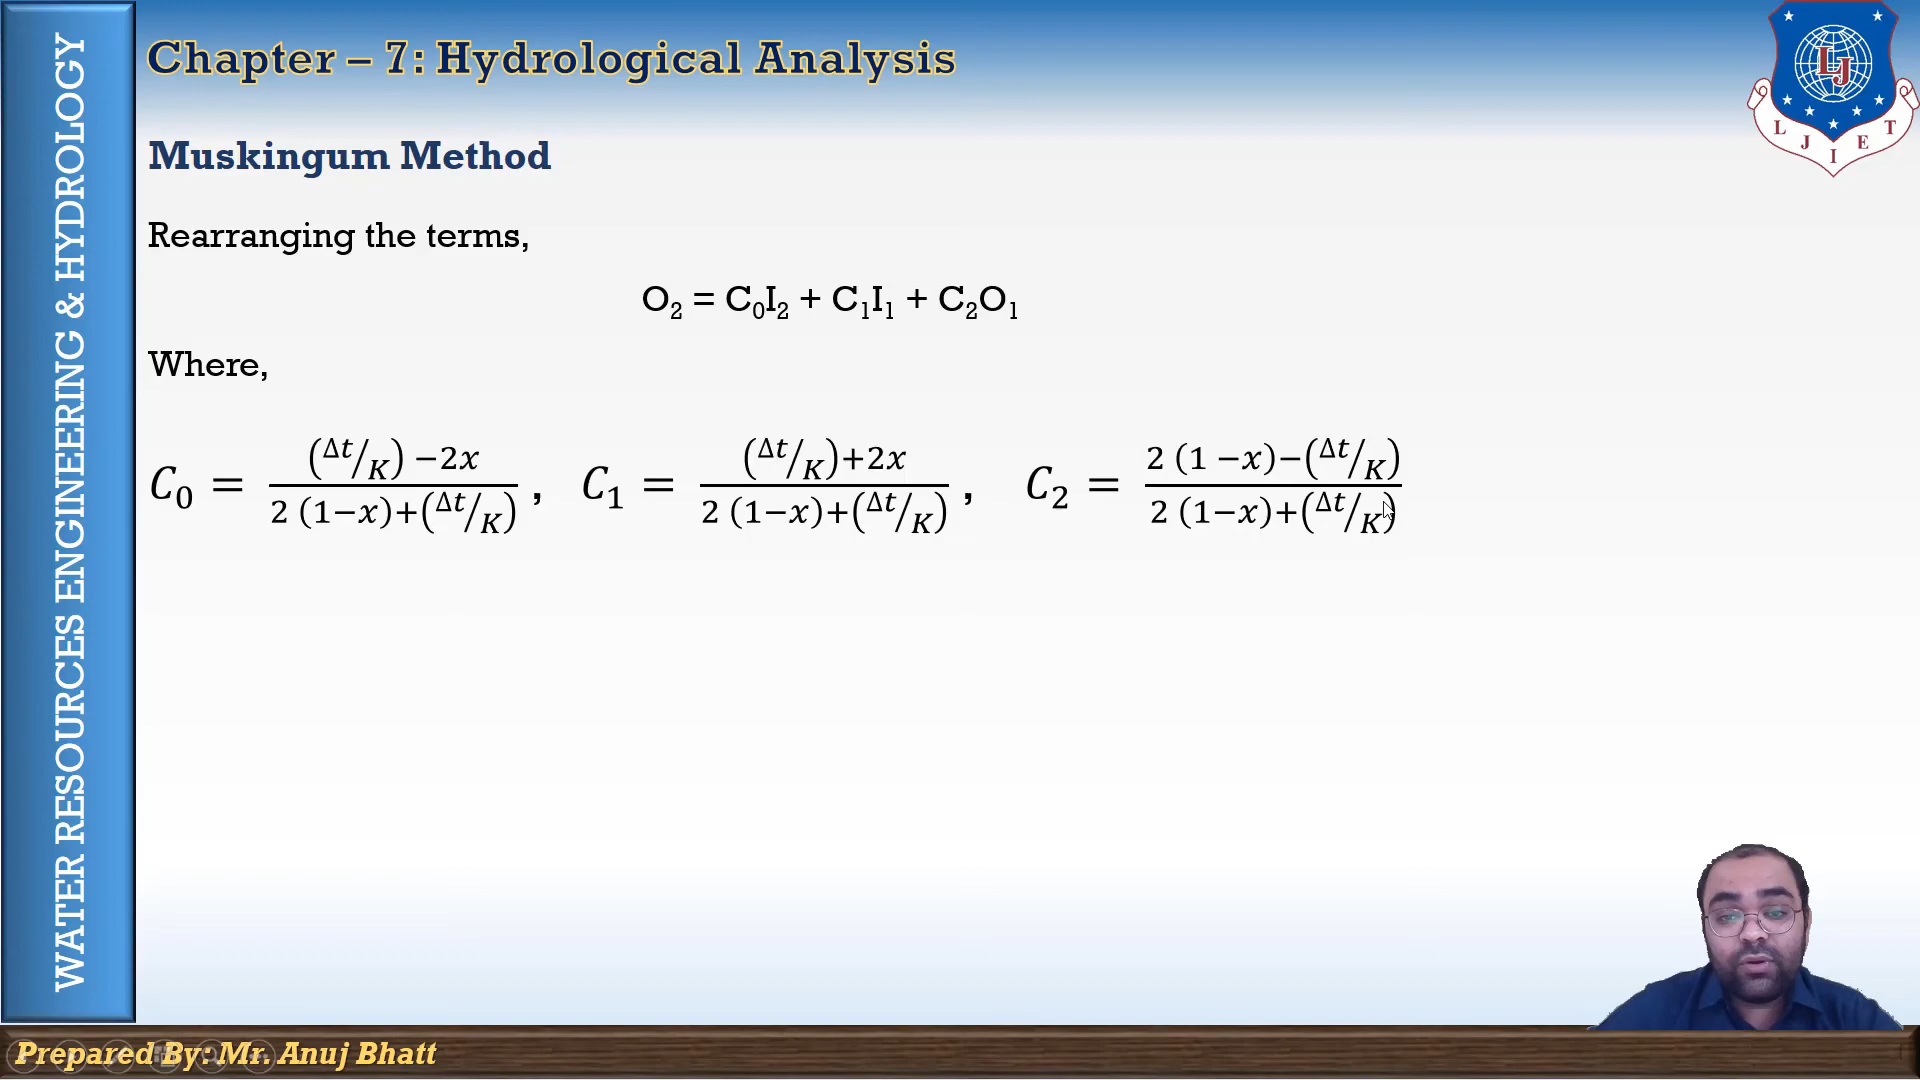 WATER RESOURCES ENGINEERING & HYDROLOGY
Chapter – 7: Hydrological Analysis
LJ
L J I E T
Muskingum Method
Rearranging the terms,
O₂ = C₀I₂ + C₁I₁ + C₂O₁
Where,
C₀ = ((Δt/K) −2x) / (2 (1−x)+(Δt/K)) , C₁ = ((Δt/K)+2x) / (2 (1−x)+(Δt/K)) , C₂ = (2 (1 −x)−(Δt/K)) / (2 (1−x)+(Δt/K))
Prepared By: Mr. Anuj Bhatt